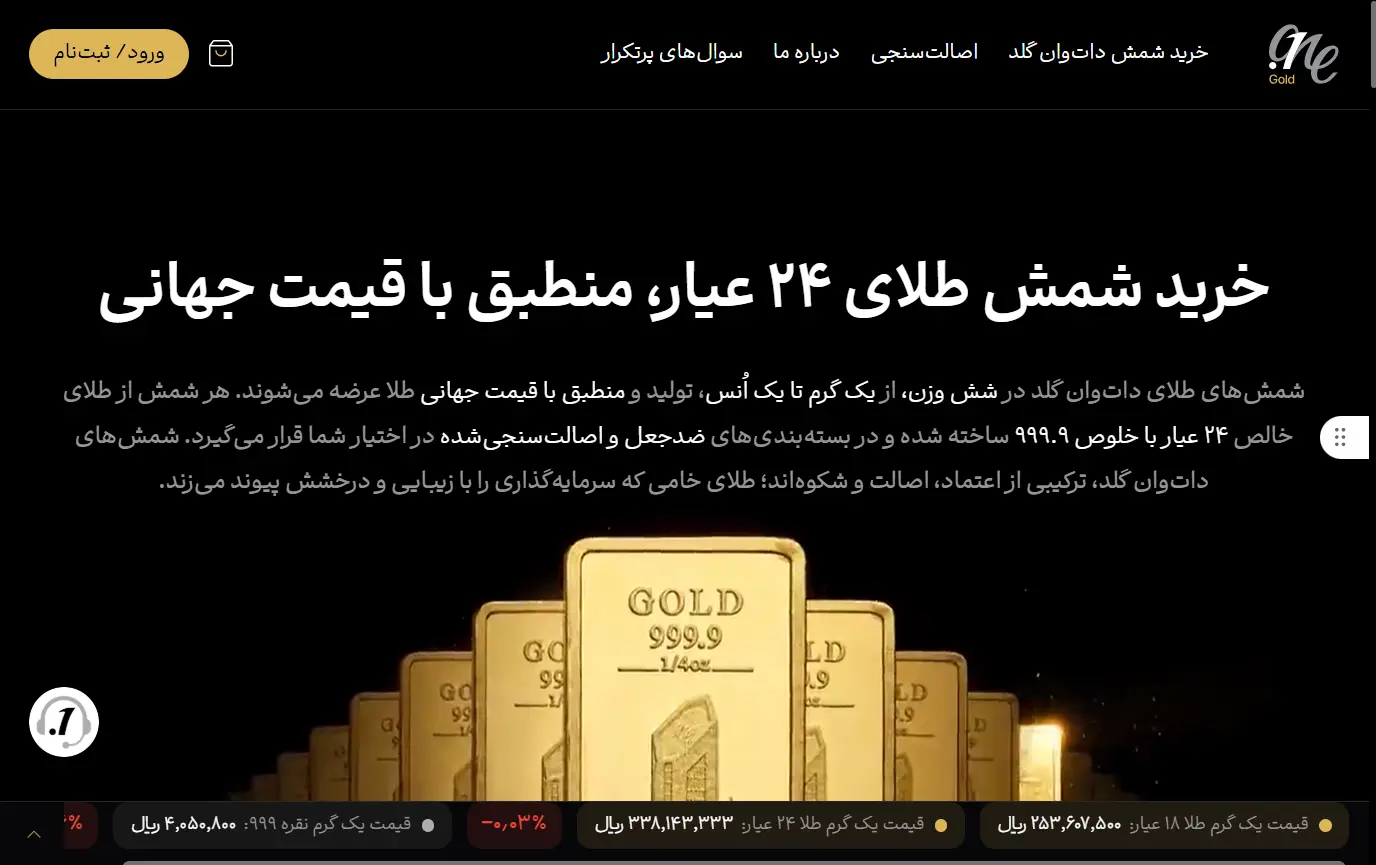 one
Gold
خرید شمش دات‌وان گلد
اصالت‌سنجی
درباره ما
سوال‌های پرتکرار
ورود/ ثبت‌نام
خرید شمش طلای ۲۴ عیار، منطبق با قیمت جهانی
شمش‌های طلای دات‌وان گلد در شش وزن، از یک گرم تا یک اُنس، تولید و منطبق با قیمت جهانی طلا عرضه می‌شوند. هر شمش از طلای
خالص ۲۴ عیار با خلوص ۹۹۹.۹ ساخته شده و در بسته‌بندی‌های ضدجعل و اصالت‌سنجی‌شده در اختیار شما قرار می‌گیرد. شمش‌های
دات‌وان گلد، ترکیبی از اعتماد، اصالت و شکوه‌اند؛ طلای خامی که سرمایه‌گذاری را با زیبایی و درخشش پیوند می‌زند.
GOLD
999.9
1/4oz
.1
قیمت یک گرم طلا ۱۸ عیار: ۲۵۳,۶۰۷,۵۰۰ ریال
قیمت یک گرم طلا ۲۴ عیار: ۳۳۸,۱۴۳,۳۳۳ ریال
−۰٫۰۳%
قیمت یک گرم نقره ۹۹۹: ۴,۰۵۰,۸۰۰ ریال